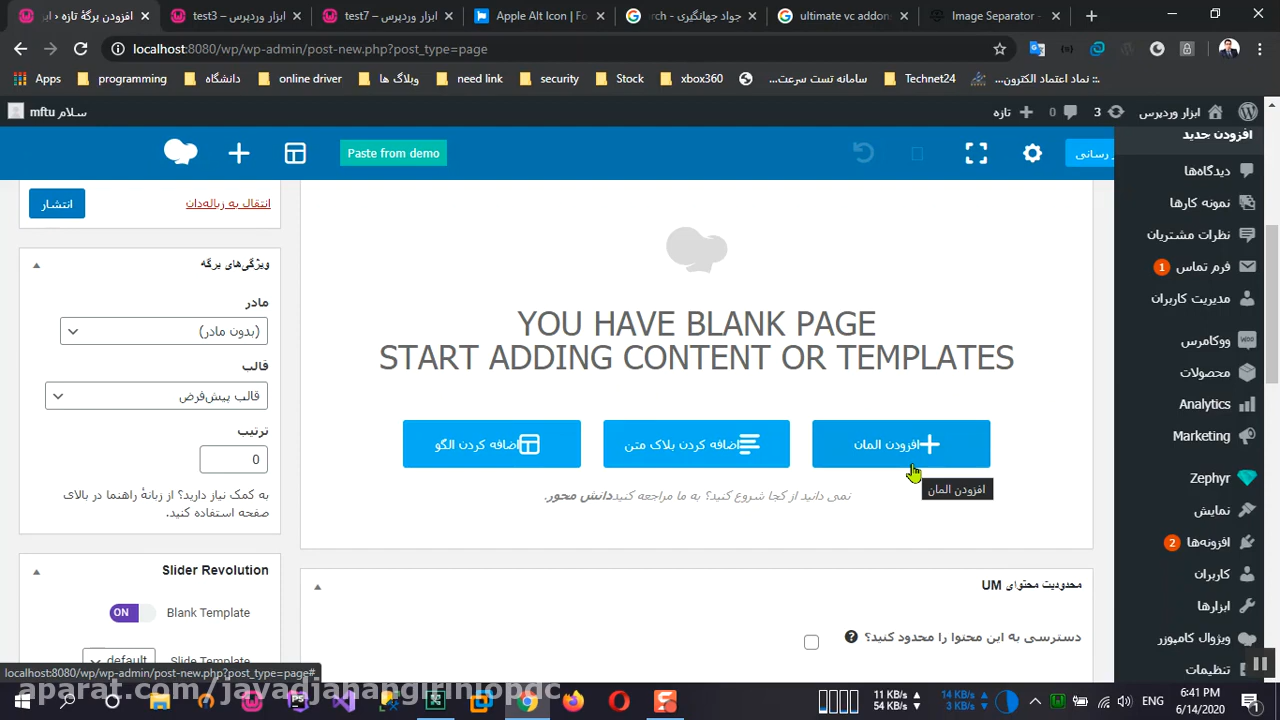 افزودن برگهٔ تازه ‹ ابزار
test3 – ابزار وردپرس
test7 – ابزار وردپرس
Apple Alt Icon | Fo
جواد جهانگیری - rch
ultimate vc addon
Image Separator -
localhost:8080/wp/wp-admin/post-new.php?post_type=page
Apps
programming
دانشگاه
online driver
وبلاگ ها
need link
security
Stock
xbox360
سامانه تست سرعت...
Technet24
نماد اعتماد الکترون... ::.
ابزار وردپرس
3
0
تازه
سلام mftu
Paste from demo
رسانی
افزودن جدید
دیدگاه‌ها
نمونه کارها
نظرات مشتریان
فرم تماس 1
مدیریت کاربران
ووکامرس
محصولات
Analytics
Marketing
Zephyr
نمایش
افزونه‌ها 2
کاربران
ابزارها
ویژوال کامپوزر
تنظیمات
YOU HAVE BLANK PAGE
START ADDING CONTENT OR TEMPLATES
افزودن المان
اضافه کردن بلاک متن
اضافه کردن الگو
نمی دانید از کجا شروع کنید؟ به ما مراجعه کنید دانش محور.
افزودن المان
محدودیت محتوای UM
دسترسی به این محتوا را محدود کنید؟
انتقال به زباله‌دان
انتشار
ویژگی‌های برگه
مادر
(بدون مادر)
قالب
قالب پیش‌فرض
ترتیب
0
به کمک نیاز دارید؟ از زبانهٔ راهنما در بالای
صفحه استفاده کنید.
Slider Revolution
Blank Template
ON
Slide Template
default
localhost:8080/wp/wp-admin/post-new.php?post_type=page#
aparat.com/javadjahangirinlopdc
11 KB/s
54 KB/s
14 KB/s
3 KB/s
ENG
6:41 PM
6/14/2020